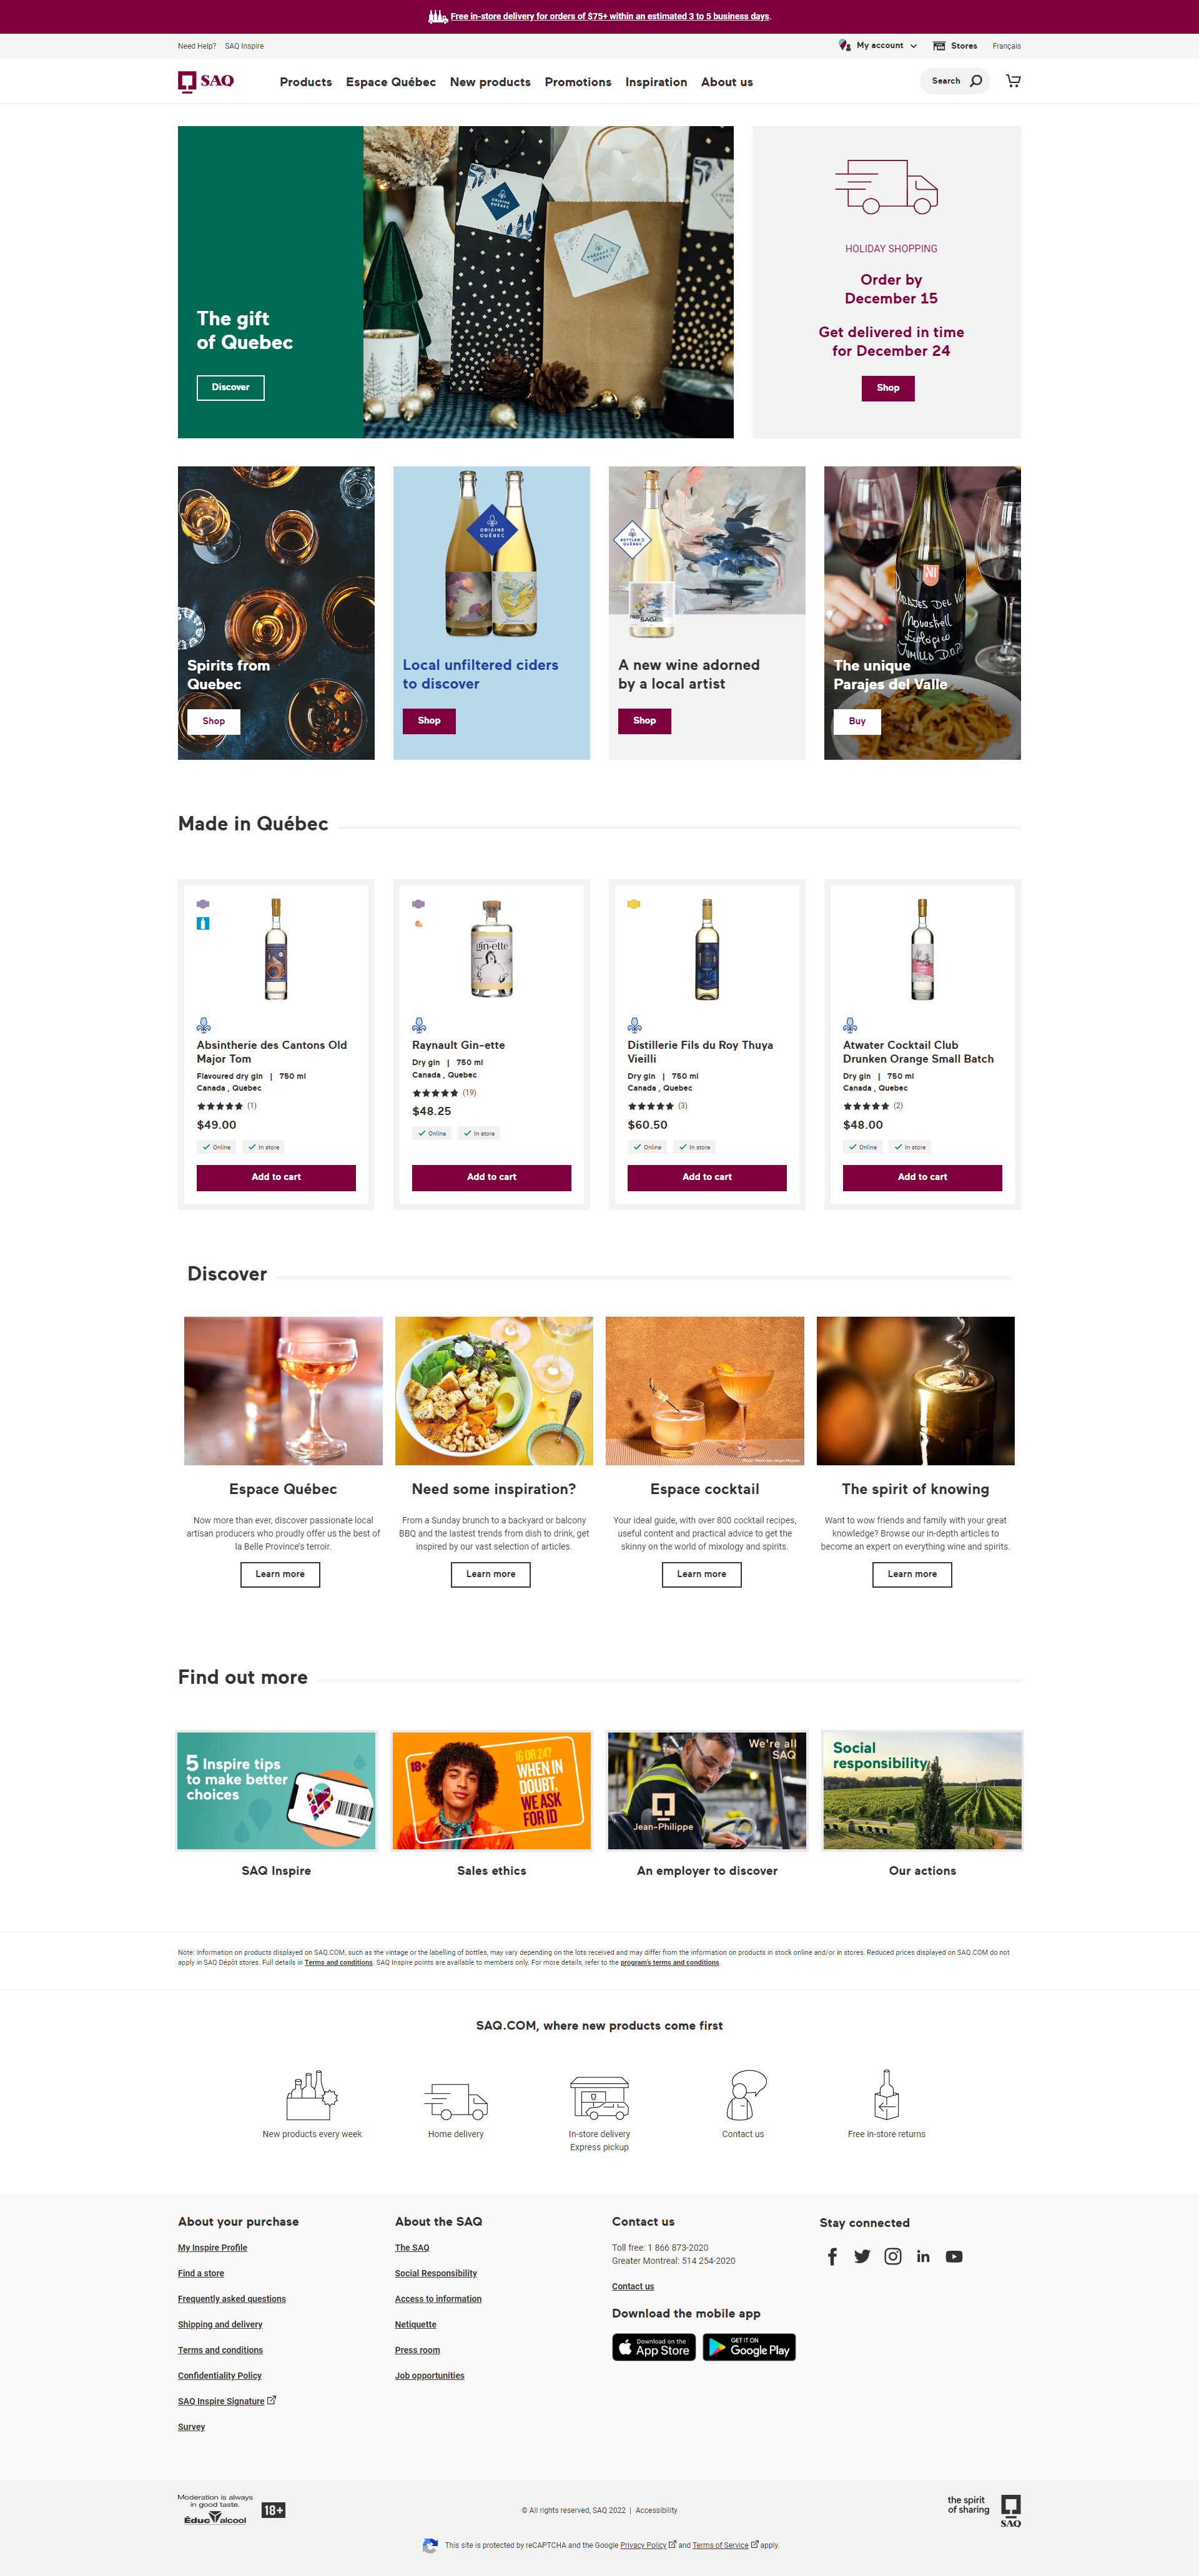 Free in-store delivery for orders of $75+ within an estimated 3 to 5 business days.
Need Help? SAQ Inspire
My account Stores Français
SAQ Products Espace Québec New products Promotions Inspiration About us Search
The gift
of Quebec
Discover
ORIGINE
QUÉBEC
PRÉPARÉ
QUÉBEC
HOLIDAY SHOPPING
Order by
December 15
Get delivered in time
for December 24
Shop
Spirits from
Quebec
Shop
ORIGINE
QUÉBEC
Local unfiltered ciders
to discover
Shop
BOTTLED
QUÉBEC
SAGES
A new wine adorned
by a local artist
Shop
PARAJES DEL VALLE
Monastrell
Ecológico
JUMILLA D.O.P.
The unique
Parajes del Valle
Buy
Made in Québec
Absintherie des Cantons Old
Major Tom
Flavoured dry gin | 750 ml
Canada , Quebec
(1)
$49.00
Online In store
Add to cart
gin-ette
Raynault Gin-ette
Dry gin | 750 ml
Canada , Quebec
(19)
$48.25
Online In store
Add to cart
Distillerie Fils du Roy Thuya
Vieilli
Dry gin | 750 ml
Canada , Quebec
(3)
$60.50
Online In store
Add to cart
Atwater Cocktail Club
Drunken Orange Small Batch
Dry gin | 750 ml
Canada , Quebec
(2)
$48.00
Online In store
Add to cart
Discover
Espace Québec
Now more than ever, discover passionate local
artisan producers who proudly offer us the best of
la Belle Province's terroir.
Learn more
Need some inspiration?
From a Sunday brunch to a backyard or balcony
BBQ and the lastest trends from dish to drink, get
inspired by our vast selection of articles.
Learn more
Espace cocktail
Your ideal guide, with over 800 cocktail recipes,
useful content and practical advice to get the
skinny on the world of mixology and spirits.
Learn more
The spirit of knowing
Want to wow friends and family with your great
knowledge? Browse our in-depth articles to
become an expert on everything wine and spirits.
Learn more
Find out more
5 Inspire tips
to make better
choices
SAQ Inspire
18+
16 OR 24?
WHEN IN
DOUBT,
WE ASK
FOR ID
Sales ethics
We're all
SAQ
Jean-Philippe
An employer to discover
Social
responsibility
Our actions
Note: Information on products displayed on SAQ.COM, such as the vintage or the labelling of bottles, may vary depending on the lots received and may differ from the information on products in stock online and/or in stores. Reduced prices displayed on SAQ.COM do not
apply in SAQ Dépôt stores. Full details in Terms and conditions. SAQ Inspire points are available to members only. For more details, refer to the program's terms and conditions.
SAQ.COM, where new products come first
New products every week
Home delivery
In-store delivery
Express pickup
Contact us
Free in-store returns
About your purchase
My Inspire Profile
Find a store
Frequently asked questions
Shipping and delivery
Terms and conditions
Confidentiality Policy
SAQ Inspire Signature
Survey
About the SAQ
The SAQ
Social Responsibility
Access to information
Netiquette
Press room
Job opportunities
Contact us
Toll free: 1 866 873-2020
Greater Montreal: 514 254-2020
Contact us
Download the mobile app
Download on the
App Store
GET IT ON
Google Play
Stay connected
Moderation is always
in good taste.
Éduc alcool
18+
© All rights reserved, SAQ 2022 | Accessibility
the spirit
of sharing
SAQ
This site is protected by reCAPTCHA and the Google Privacy Policy and Terms of Service apply.